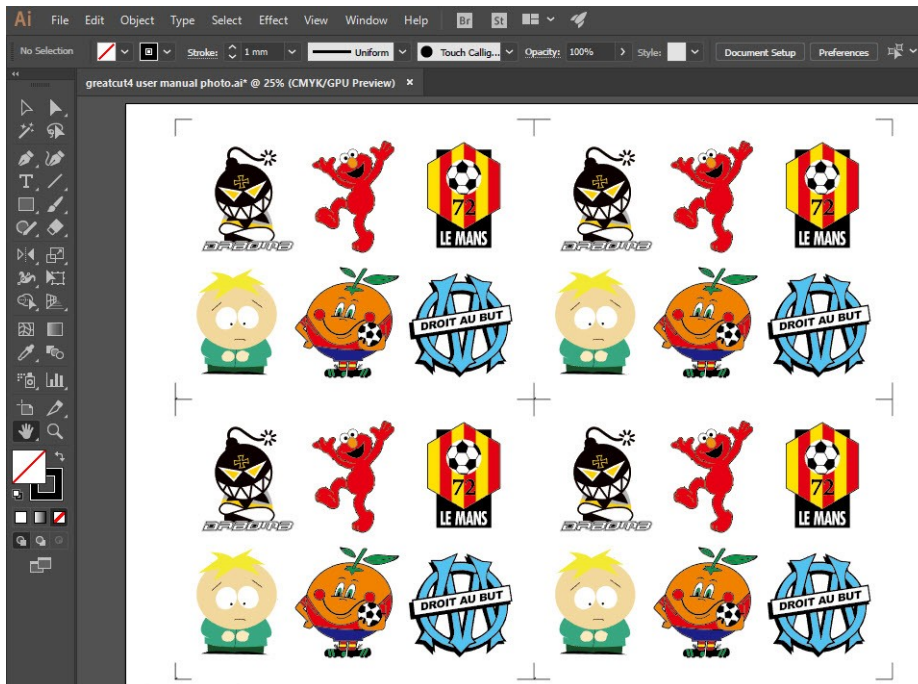 Ai File Edit Object Type Select Effect View Window Help Br St
No Selection Stroke: 1 mm Uniform Touch Callig... Opacity: 100% Style: Document Setup Preferences
greatcut4 user manual photo.ai* @ 25% (CMYK/GPU Preview) ×
72 72
LE MANS LE MANS
DROIT AU BUT DROIT AU BUT
72 72
LE MANS LE MANS
DROIT AU BUT DROIT AU BUT